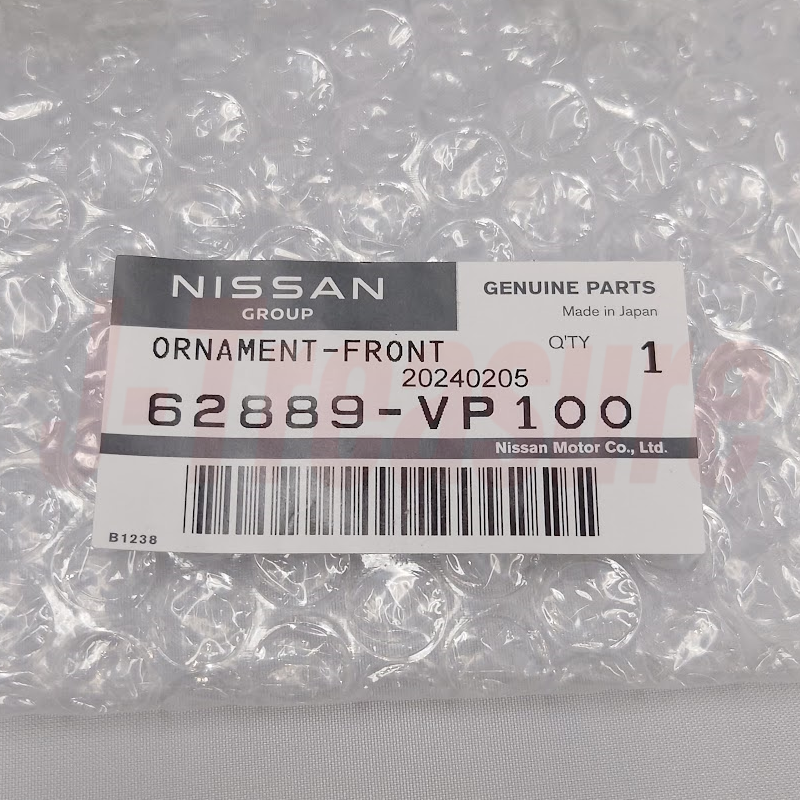 NISSAN
GROUP
GENUINE PARTS
Made in Japan
ORNAMENT-FRONT
Q'TY 1
20240205
62889-VP100
Nissan Motor Co., Ltd.
B1238